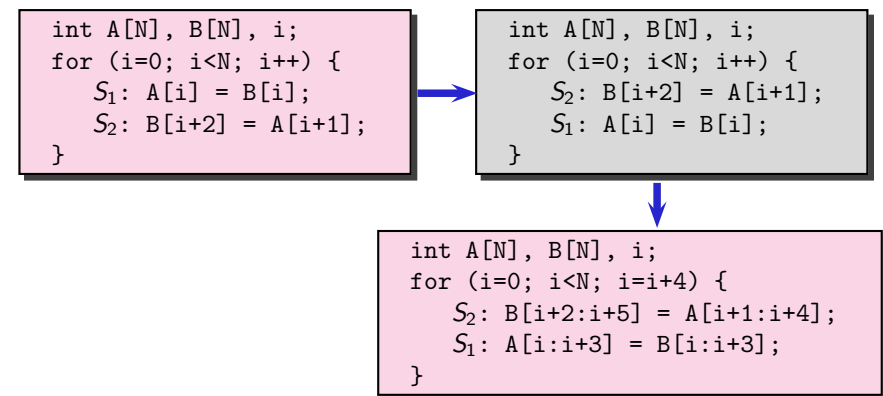 int A[N], B[N], i;
for (i=0; i<N; i++) {
S₁: A[i] = B[i];
S₂: B[i+2] = A[i+1];
}
int A[N], B[N], i;
for (i=0; i<N; i++) {
S₂: B[i+2] = A[i+1];
S₁: A[i] = B[i];
}
int A[N], B[N], i;
for (i=0; i<N; i=i+4) {
S₂: B[i+2:i+5] = A[i+1:i+4];
S₁: A[i:i+3] = B[i:i+3];
}